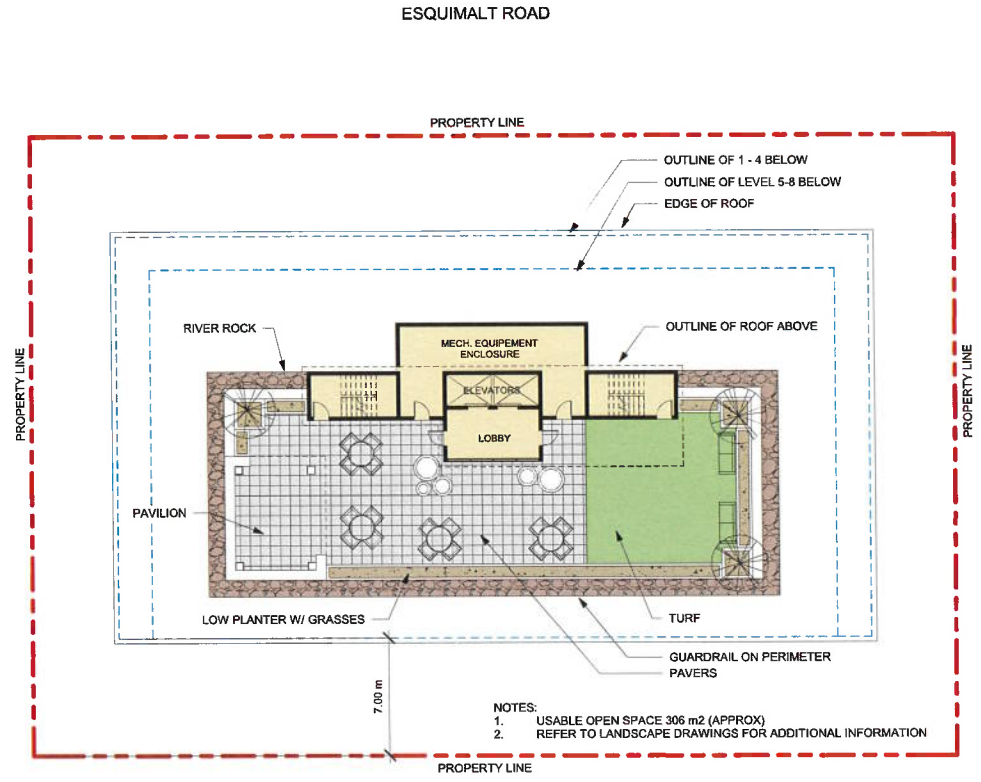 ESQUIMALT ROAD
PROPERTY LINE
OUTLINE OF 1 - 4 BELOW
OUTLINE OF LEVEL 5-8 BELOW
EDGE OF ROOF
RIVER ROCK
OUTLINE OF ROOF ABOVE
MECH. EQUIPEMENT
ENCLOSURE
PROPERTY LINE
PROPERTY LINE
ELEVATORS
LOBBY
PAVILION
LOW PLANTER W/ GRASSES
TURF
GUARDRAIL ON PERIMETER
PAVERS
7.00 m
NOTES:
1. USABLE OPEN SPACE 306 m2 (APPROX)
2. REFER TO LANDSCAPE DRAWINGS FOR ADDITIONAL INFORMATION
PROPERTY LINE